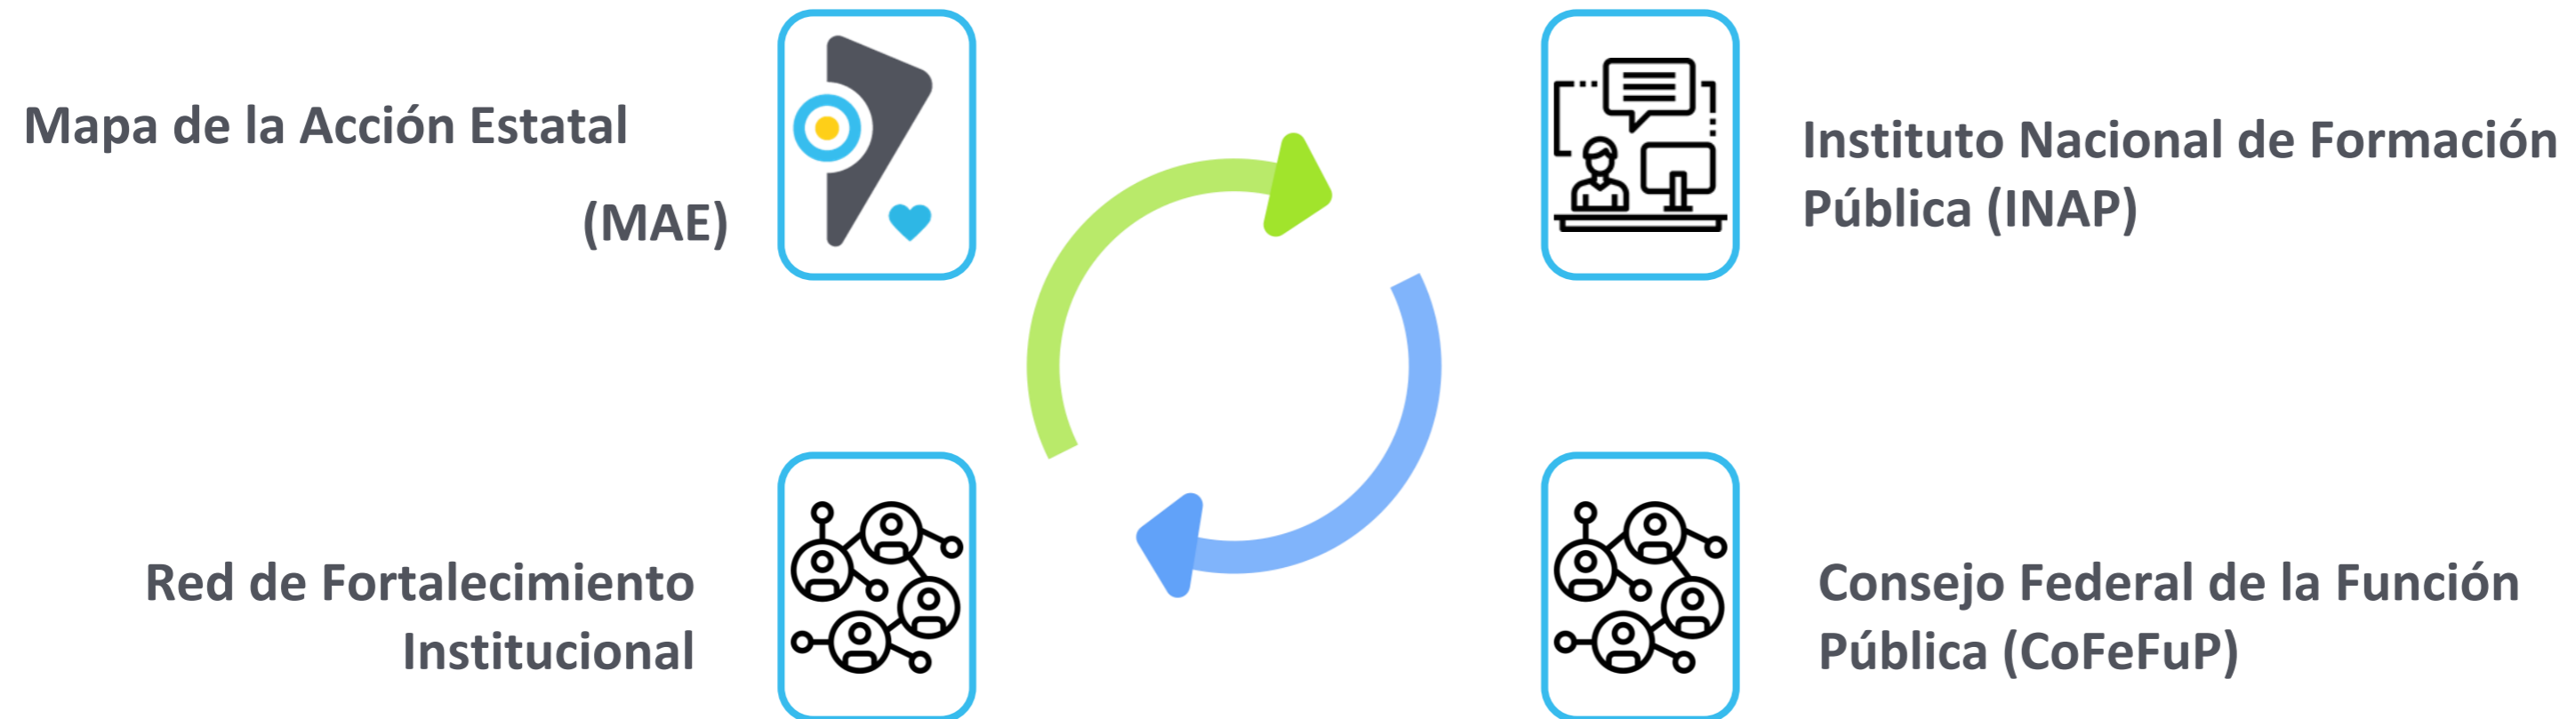 Mapa de la Acción Estatal
(MAE)
Instituto Nacional de Formación
Pública (INAP)
Red de Fortalecimiento
Institucional
Consejo Federal de la Función
Pública (CoFeFuP)